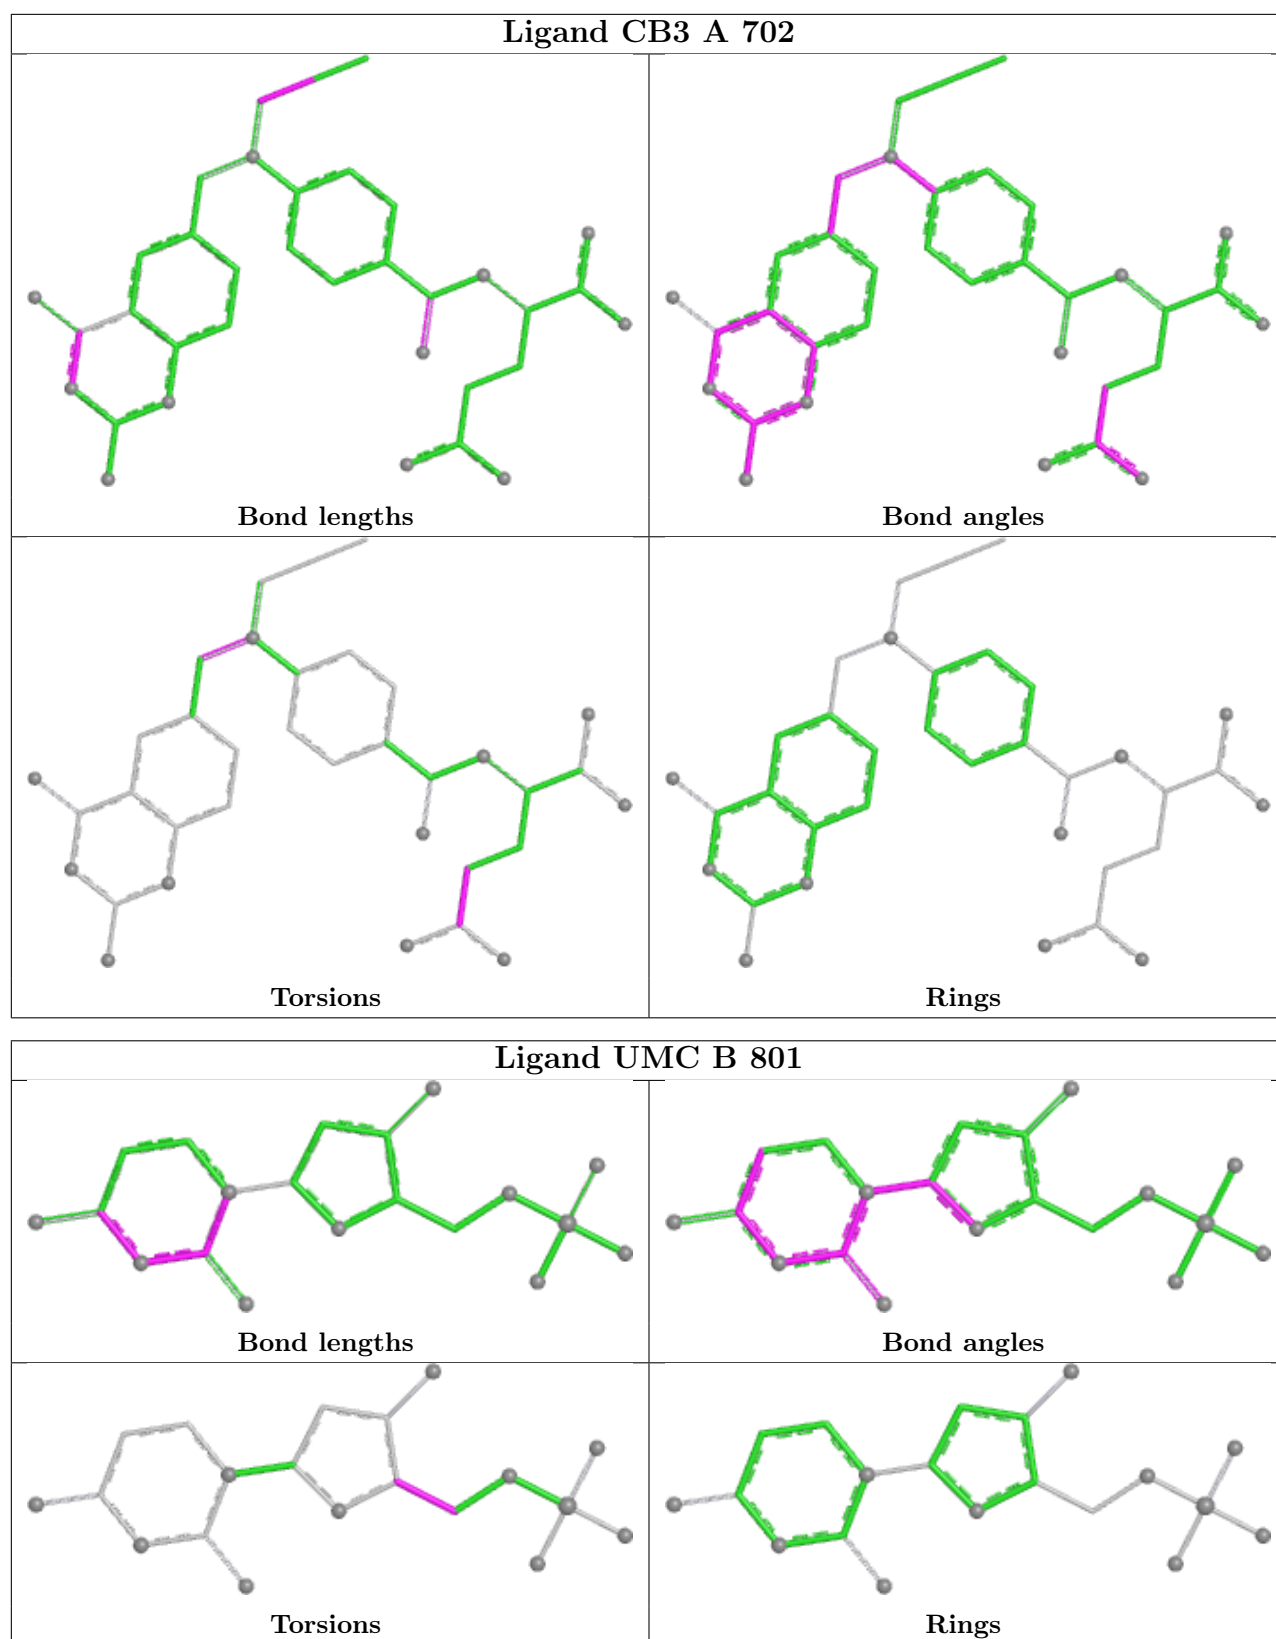 Ligand CB3 A 702
Bond lengths
Bond angles
Torsions
Rings
Ligand UMC B 801
Bond lengths
Bond angles
Torsions
Rings